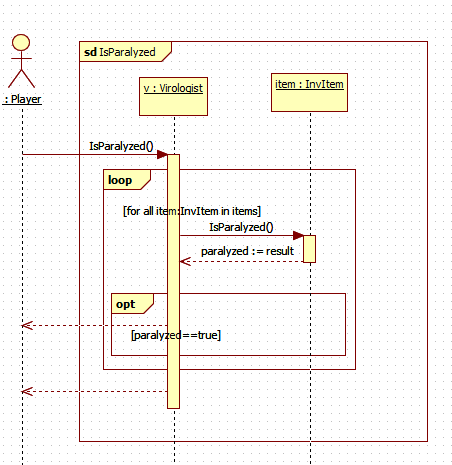 sd IsParalyzed
v : Virologist
item : InvItem
: Player
IsParalyzed()
loop
[for all item:InvItem in items]
IsParalyzed()
paralyzed := result
opt
[paralyzed==true]